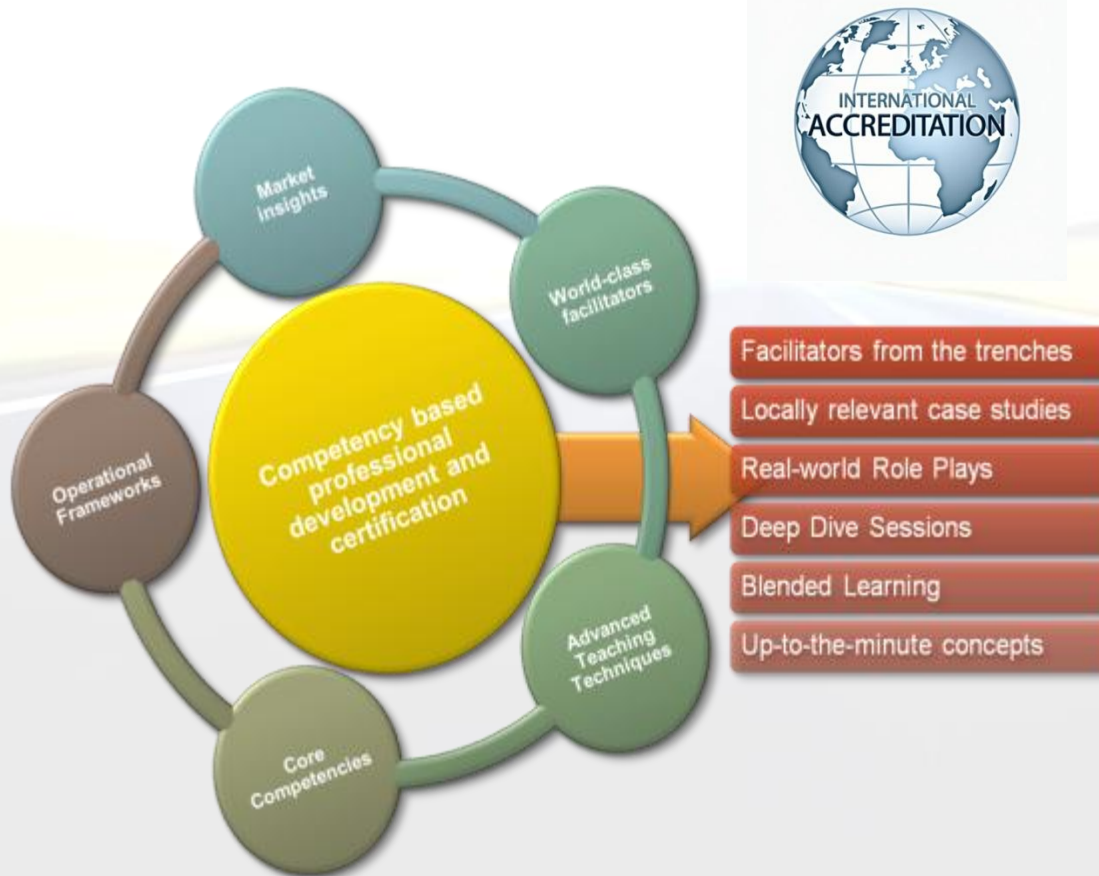 INTERNATIONAL
ACCREDITATION
Market
insights
World-class
facilitators
Competency based
professional
development and
certification
Operational
Frameworks
Advanced
Teaching
Techniques
Core
Competencies
Facilitators from the trenches
Locally relevant case studies
Real-world Role Plays
Deep Dive Sessions
Blended Learning
Up-to-the-minute concepts